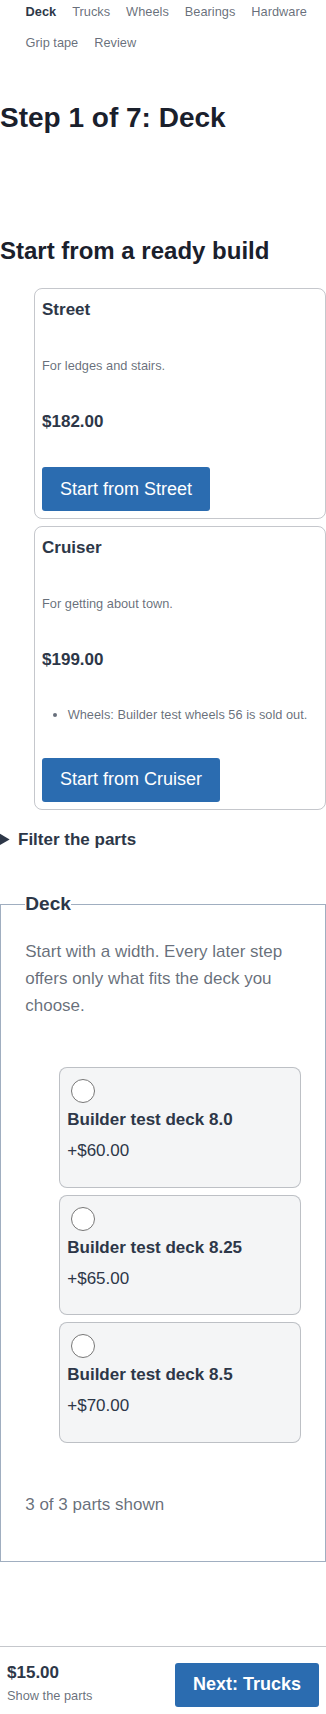 Deck Trucks Wheels Bearings Hardware
Grip tape Review
Step 1 of 7: Deck
Start from a ready build
Street
For ledges and stairs.
$182.00
Start from Street
Cruiser
For getting about town.
$199.00
• Wheels: Builder test wheels 56 is sold out.
Start from Cruiser
Filter the parts
Deck
Start with a width. Every later step
offers only what fits the deck you
choose.
Builder test deck 8.0
+$60.00
Builder test deck 8.25
+$65.00
Builder test deck 8.5
+$70.00
3 of 3 parts shown
$15.00
Show the parts
Next: Trucks